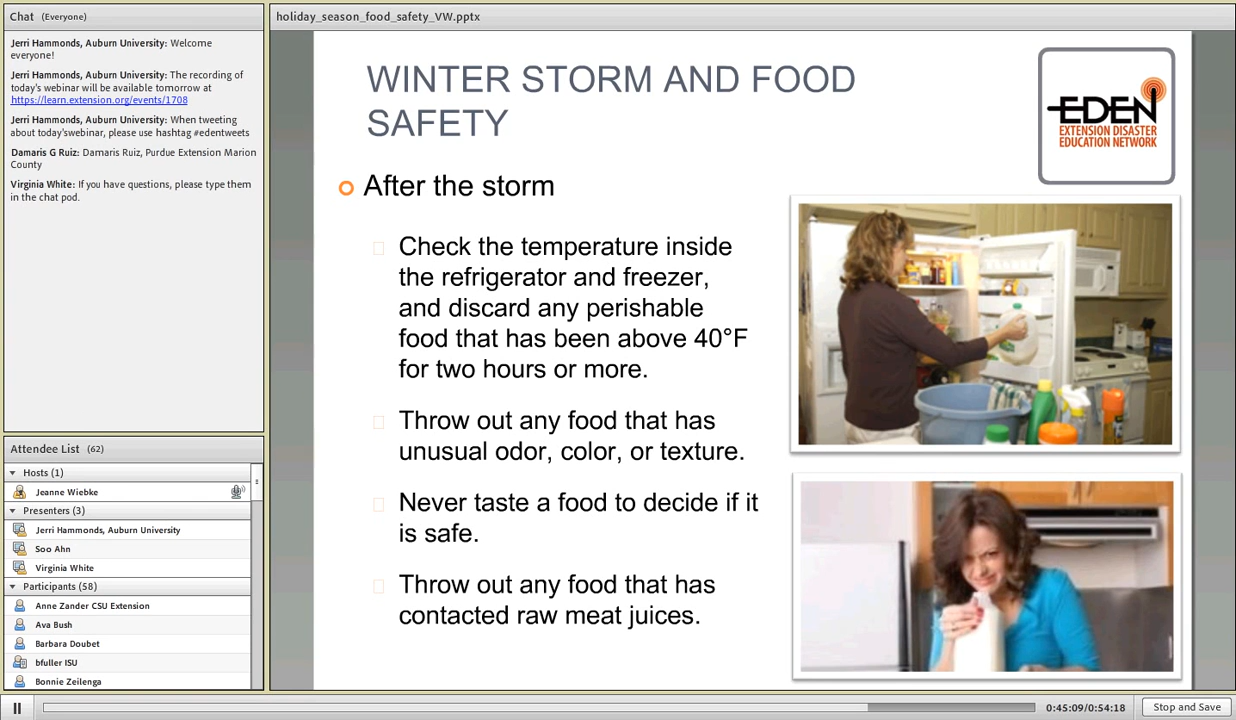 Chat (Everyone)
Jerri Hammonds, Auburn University: Welcome
everyone!
Jerri Hammonds, Auburn University: The recording of
today's webinar will be available tomorrow at
https://learn.extension.org/events/1708
Jerri Hammonds, Auburn University: When tweeting
about today'swebinar, please use hashtag #edentweets
Damaris G Ruiz: Damaris Ruiz, Purdue Extension Marion
County
Virginia White: If you have questions, please type them
in the chat pod.
Attendee List (62)
Hosts (1)
Jeanne Wiebke
Presenters (3)
Jerri Hammonds, Auburn University
Soo Ahn
Virginia White
Participants (58)
Anne Zander CSU Extension
Ava Bush
Barbara Doubet
bfuller ISU
Bonnie Zeilenga
holiday_season_food_safety_VW.pptx
WINTER STORM AND FOOD
SAFETY
EDEN
EXTENSION DISASTER
EDUCATION NETWORK
After the storm
Check the temperature inside
the refrigerator and freezer,
and discard any perishable
food that has been above 40°F
for two hours or more.
Throw out any food that has
unusual odor, color, or texture.
Never taste a food to decide if it
is safe.
Throw out any food that has
contacted raw meat juices.
0:45:09/0:54:18
Stop and Save